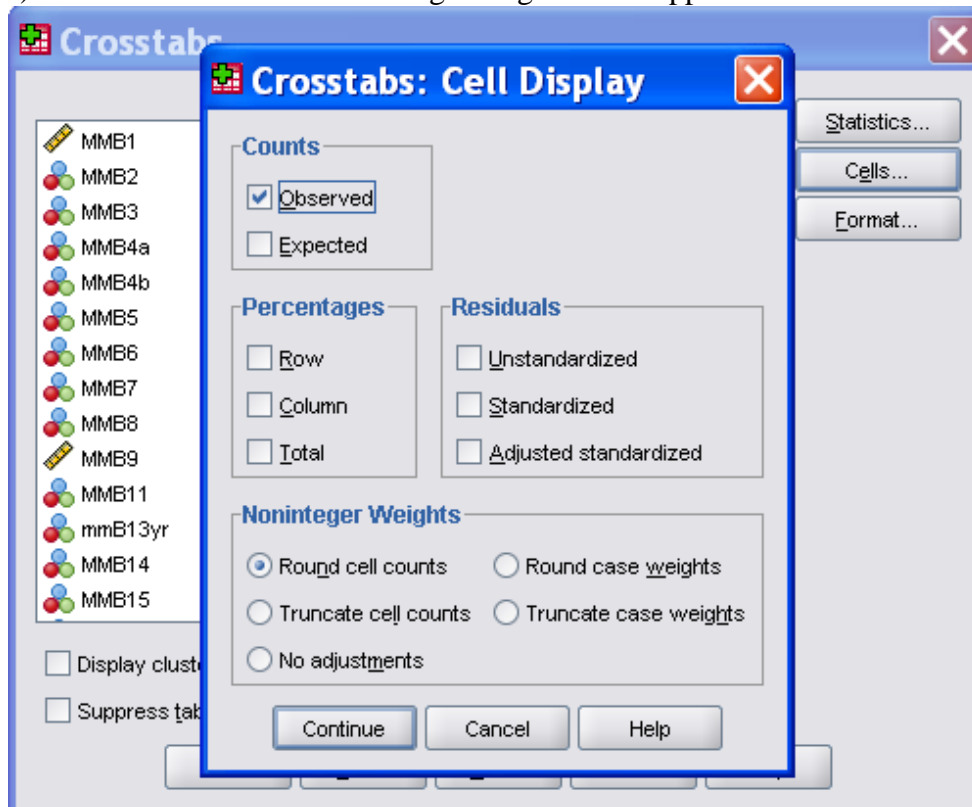 Crosstabs
Crosstabs: Cell Display
MMB1
MMB2
MMB3
MMB4a
MMB4b
MMB5
MMB6
MMB7
MMB8
MMB9
MMB11
mmB13yr
MMB14
MMB15
Display
Suppress
Statistics...
Cells...
Format...
Counts
Observed
Expected
Percentages
Row
Column
Total
Residuals
Unstandardized
Standardized
Adjusted standardized
Noninteger Weights
Round cell counts
Round case weights
Truncate cell counts
Truncate case weights
No adjustments
Continue
Cancel
Help